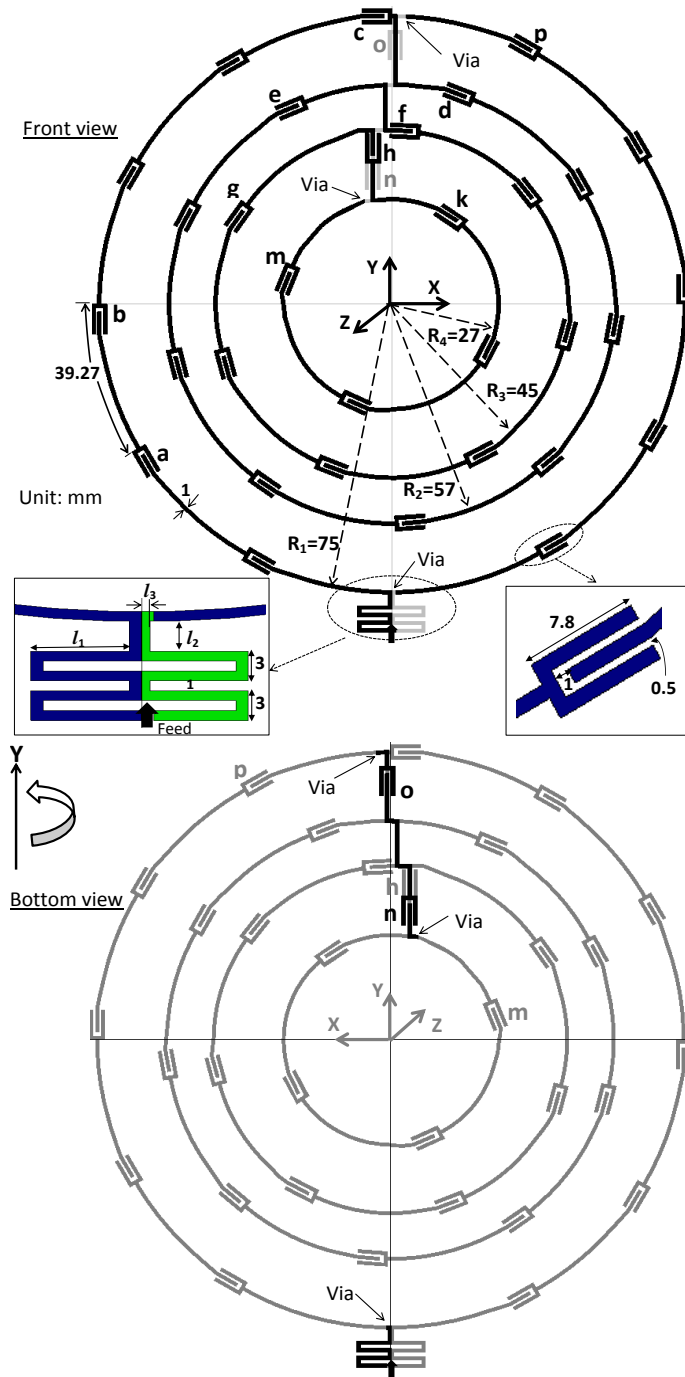 c
o
Via
p
Front view
e
d
f
h
Via
n
g
k
m
Y
X
Z
b
R4=27
39.27
R3=45
a
R2=57
Unit: mm
1
R1=75
Via
l3
l1
l2
3
1
3
Feed
7.8
1
0.5
Y
p
Via
o
Bottom view
h
n
Via
Y
X
Z
m
Via